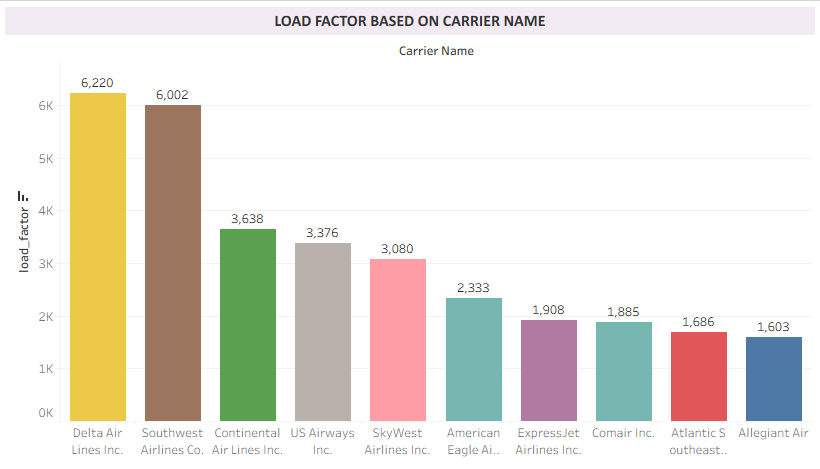 LOAD FACTOR BASED ON CARRIER NAME
Carrier Name
load_factor
6K
5K
4K
3K
2K
1K
0K
6,220
6,002
3,638
3,376
3,080
2,333
1,908
1,885
1,686
1,603
Delta Air
Lines Inc.
Southwest
Airlines Co.
Continental
Air Lines Inc.
US Airways
Inc.
SkyWest
Airlines Inc.
American
Eagle Ai..
ExpressJet
Airlines Inc.
Comair Inc.
Atlantic S
outheast..
Allegiant Air